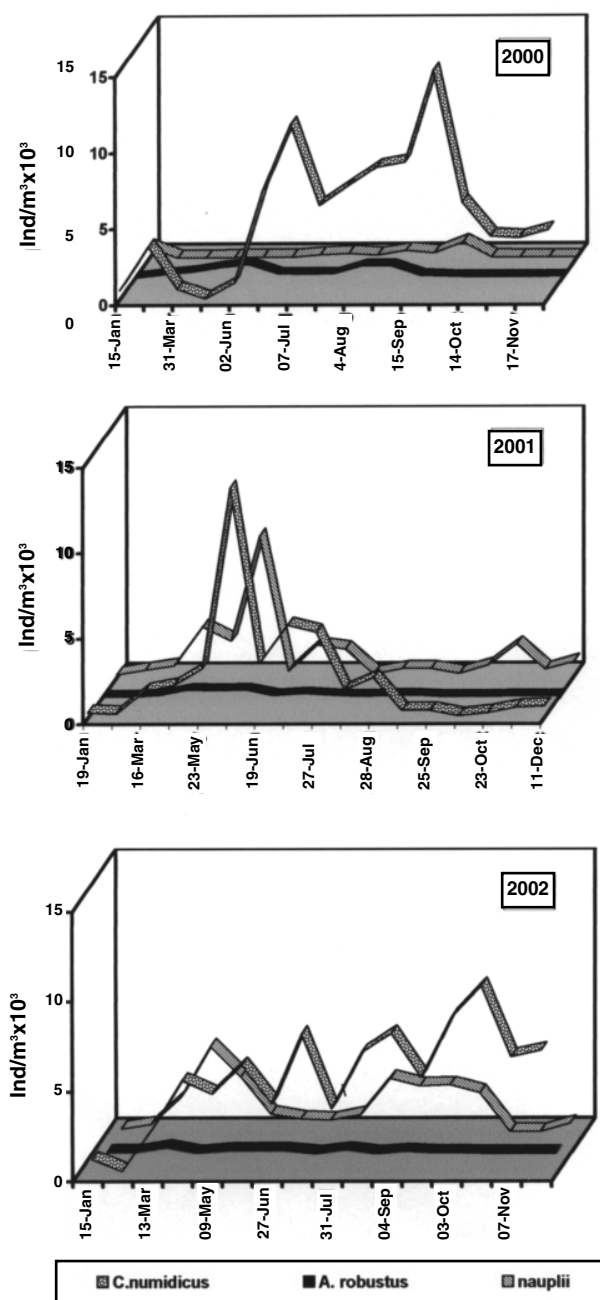 2000
15
15
10
10
5
5
0
0
Ind/m³x10³
15-Jan
31-Mar
02-Jun
07-Jul
4-Aug
15-Sep
14-Oct
17-Nov
2001
15
10
5
0
Ind/m³x10³
19-Jan
16-Mar
23-May
19-Jun
27-Jul
28-Aug
25-Sep
23-Oct
11-Dec
2002
15
10
5
0
Ind/m³x10³
15-Jan
13-Mar
09-May
27-Jun
31-Jul
04-Sep
03-Oct
07-Nov
C.numidicus A. robustus nauplii